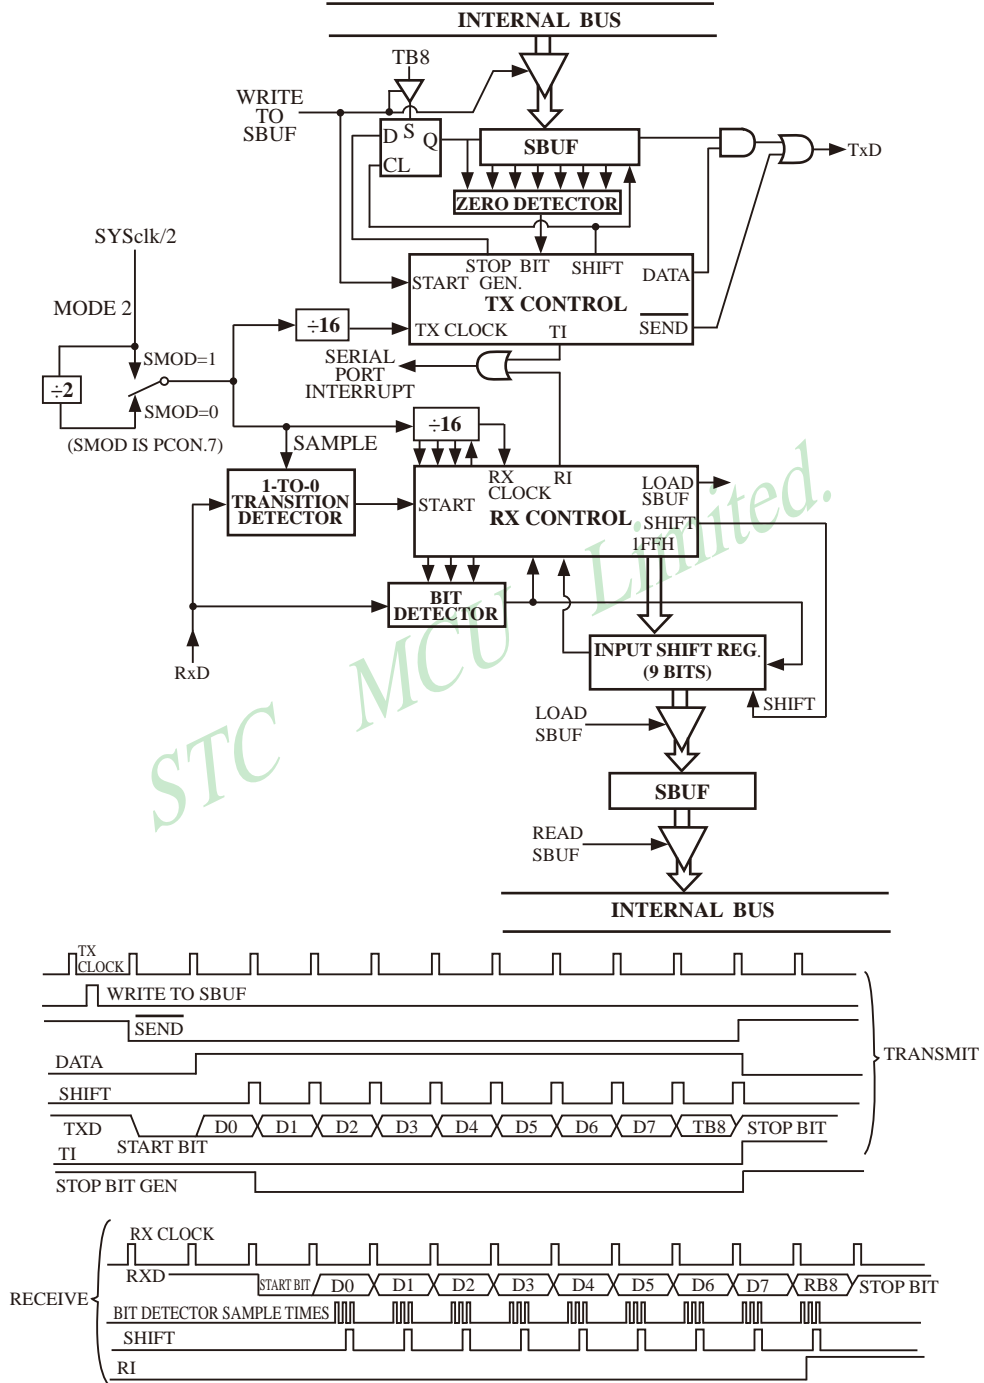 INTERNAL BUS
TB8
WRITE
TO
SBUF
D S Q
CL
SBUF
TxD
ZERO DETECTOR
SYSclk/2
STOP BIT SHIFT
START GEN. DATA
TX CONTROL
MODE 2
÷16
TX CLOCK TI SEND
SMOD=1
SERIAL
PORT
INTERRUPT
÷2
SMOD=0
(SMOD IS PCON.7)
SAMPLE
÷16
1-TO-0
TRANSITION
DETECTOR
RX
CLOCK
RI
LOAD
SBUF
START
RX CONTROL
SHIFT
1FFH
BIT
DETECTOR
RxD
INPUT SHIFT REG.
(9 BITS)
SHIFT
LOAD
SBUF
SBUF
READ
SBUF
INTERNAL BUS
STC MCU Limited.
TX
CLOCK
WRITE TO SBUF
SEND
DATA
TRANSMIT
SHIFT
TXD START BIT D0 D1 D2 D3 D4 D5 D6 D7 TB8 STOP BIT
TI
STOP BIT GEN
RX CLOCK
RXD START BIT D0 D1 D2 D3 D4 D5 D6 D7 RB8 STOP BIT
RECEIVE
BIT DETECTOR SAMPLE TIMES
SHIFT
RI